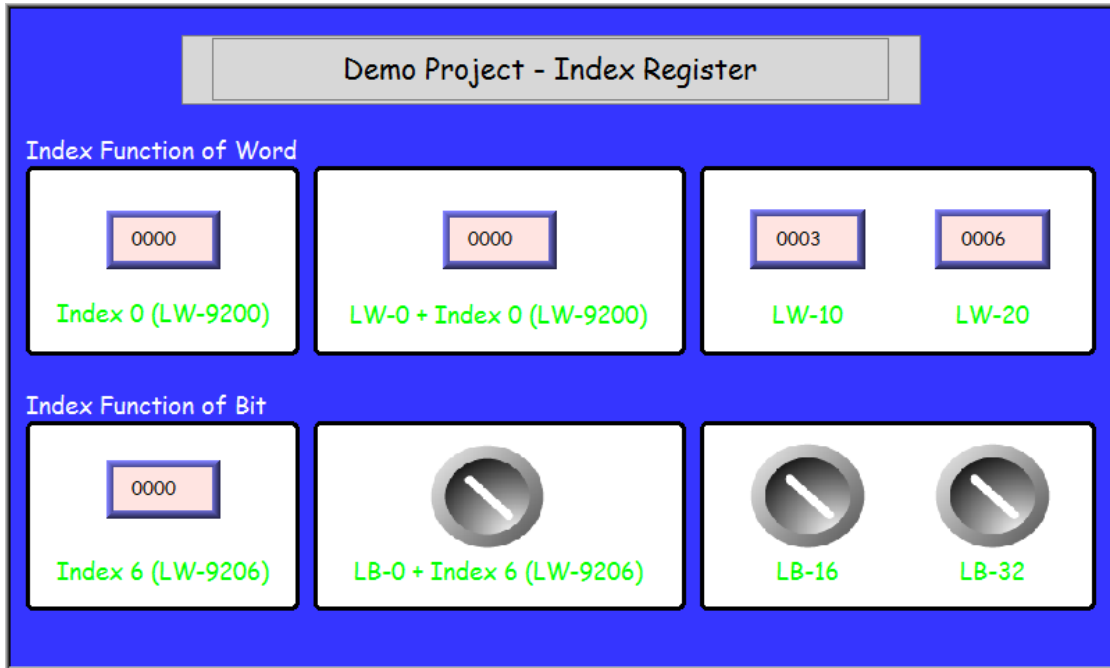 Demo Project - Index Register
Index Function of Word
0000
Index 0 (LW-9200)
0000
LW-0 + Index 0 (LW-9200)
0003 0006
LW-10 LW-20
Index Function of Bit
0000
Index 6 (LW-9206)
LB-0 + Index 6 (LW-9206)
LB-16 LB-32